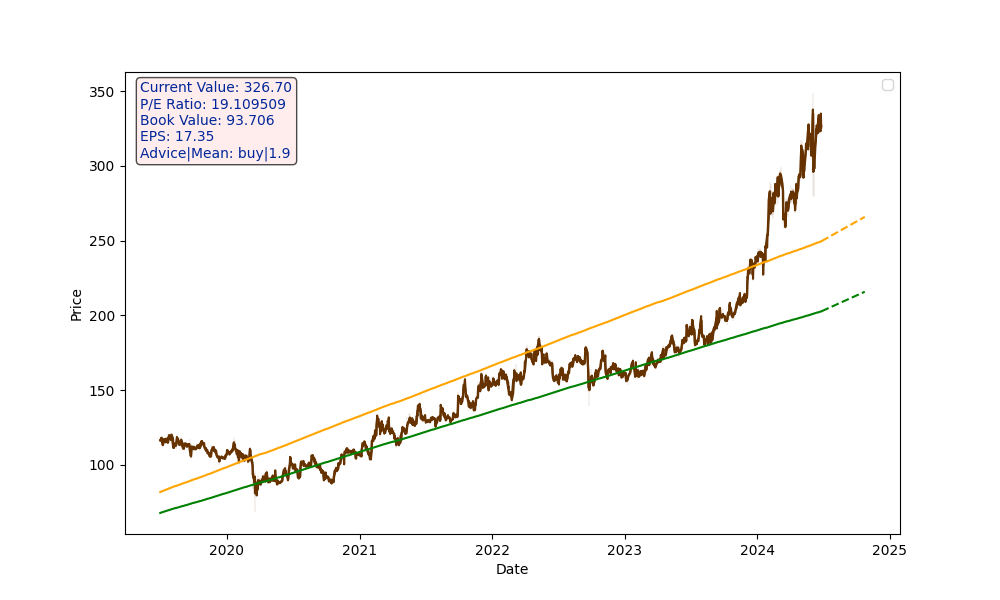 Current Value: 326.70
P/E Ratio: 19.109509
Book Value: 93.706
EPS: 17.35
Advice|Mean: buy|1.9
350
300
250
200
150
100
Price
2020 2021 2022 2023 2024 2025
Date